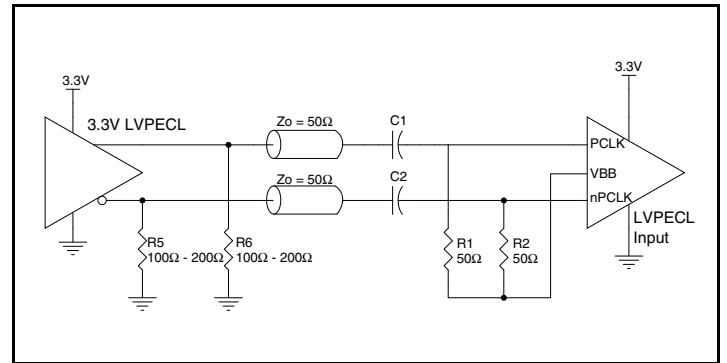 3.3V
3.3V LVPECL
Zo = 50Ω
C1
3.3V
PCLK
Zo = 50Ω
C2
VBB
nPCLK
LVPECL
Input
R5
100Ω - 200Ω
R6
100Ω - 200Ω
R1
50Ω
R2
50Ω